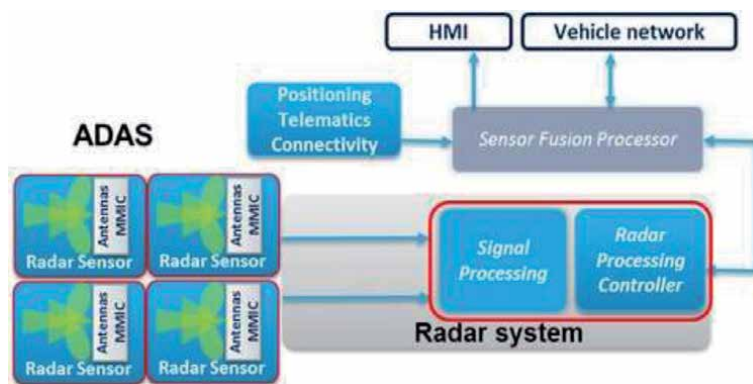 HMI
Vehicle network
Positioning
Telematics
Connectivity
Sensor Fusion Processor
ADAS
Antennas
MMIC
Radar Sensor
Antennas
MMIC
Radar Sensor
Antennas
MMIC
Radar Sensor
Antennas
MMIC
Radar Sensor
Signal
Processing
Radar
Processing
Controller
Radar system